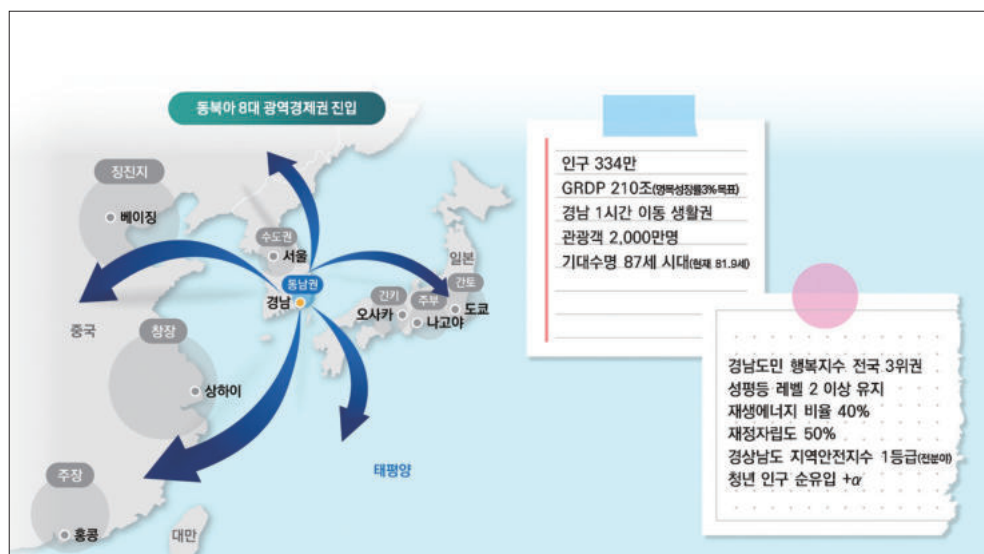 동북아 8대 광역경제권 진입
징진지
베이징
수도권
서울
동남권
경남
일본
간토
긴키
주부
오사카
도쿄
나고야
중국
창장
상하이
태평양
주장
홍콩
대만
인구 334만
GRDP 210조(명목성장률3%목표)
경남 1시간 이동 생활권
관광객 2,000만명
기대수명 87세 시대(현재 81.9세)
경남도민 행복지수 전국 3위권
성평등 레벨 2 이상 유지
재생에너지 비율 40%
재정자립도 50%
경상남도 지역안전지수 1등급(전분야)
청년 인구 순유입 +α